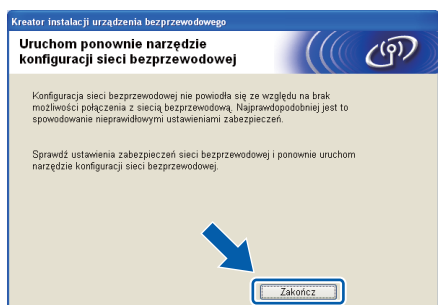 Kreator instalacji urządzenia bezprzewodowego
Uruchom ponownie narzędzie
konfiguracji sieci bezprzewodowej
Konfiguracja sieci bezprzewodowej nie powiodła się ze względu na brak
możliwości połączenia z siecią bezprzewodową. Najprawdopodobniej jest to
spowodowanie nieprawidłowymi ustawieniami zabezpieczeń.
Sprawdź ustawienia zabezpieczeń sieci bezprzewodowej i ponownie uruchom
narzędzie konfiguracji sieci bezprzewodowej.
Zakończ